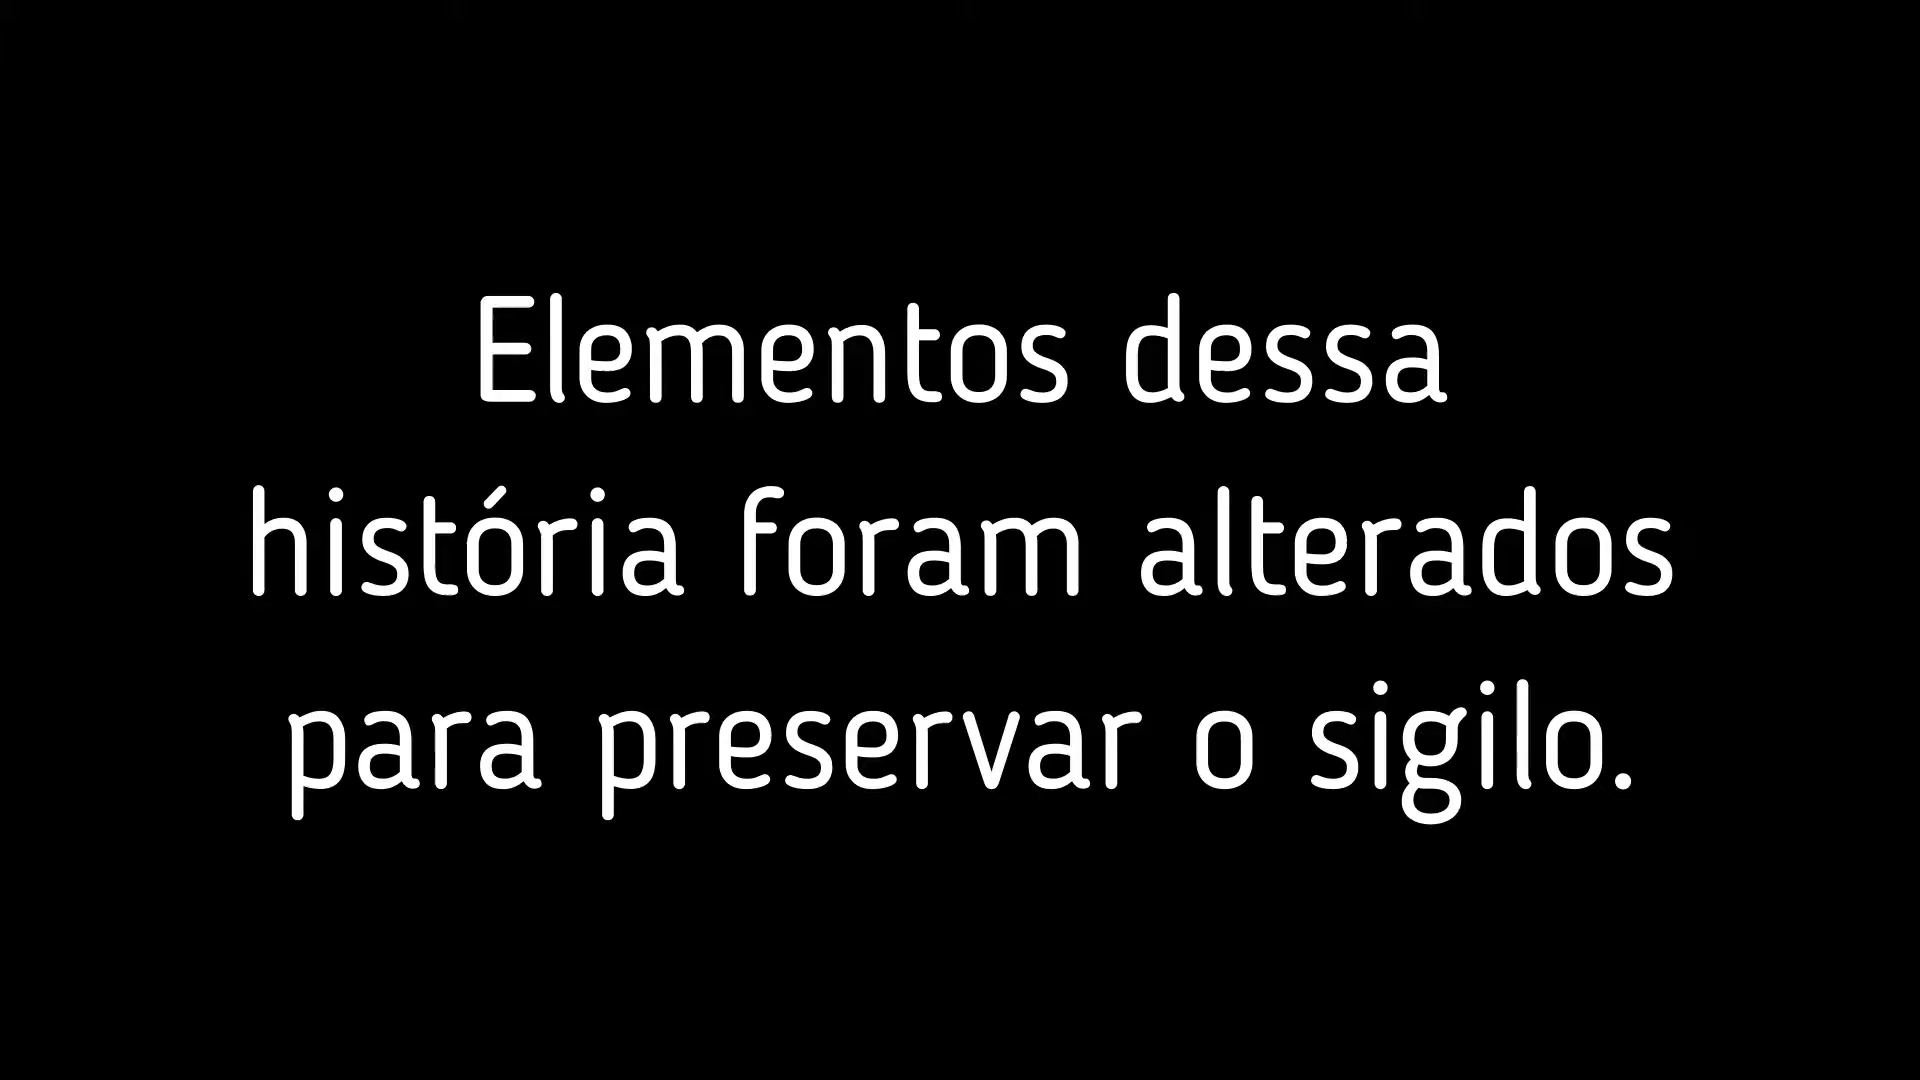 Elementos dessa
história foram alterados
para preservar o sigilo.